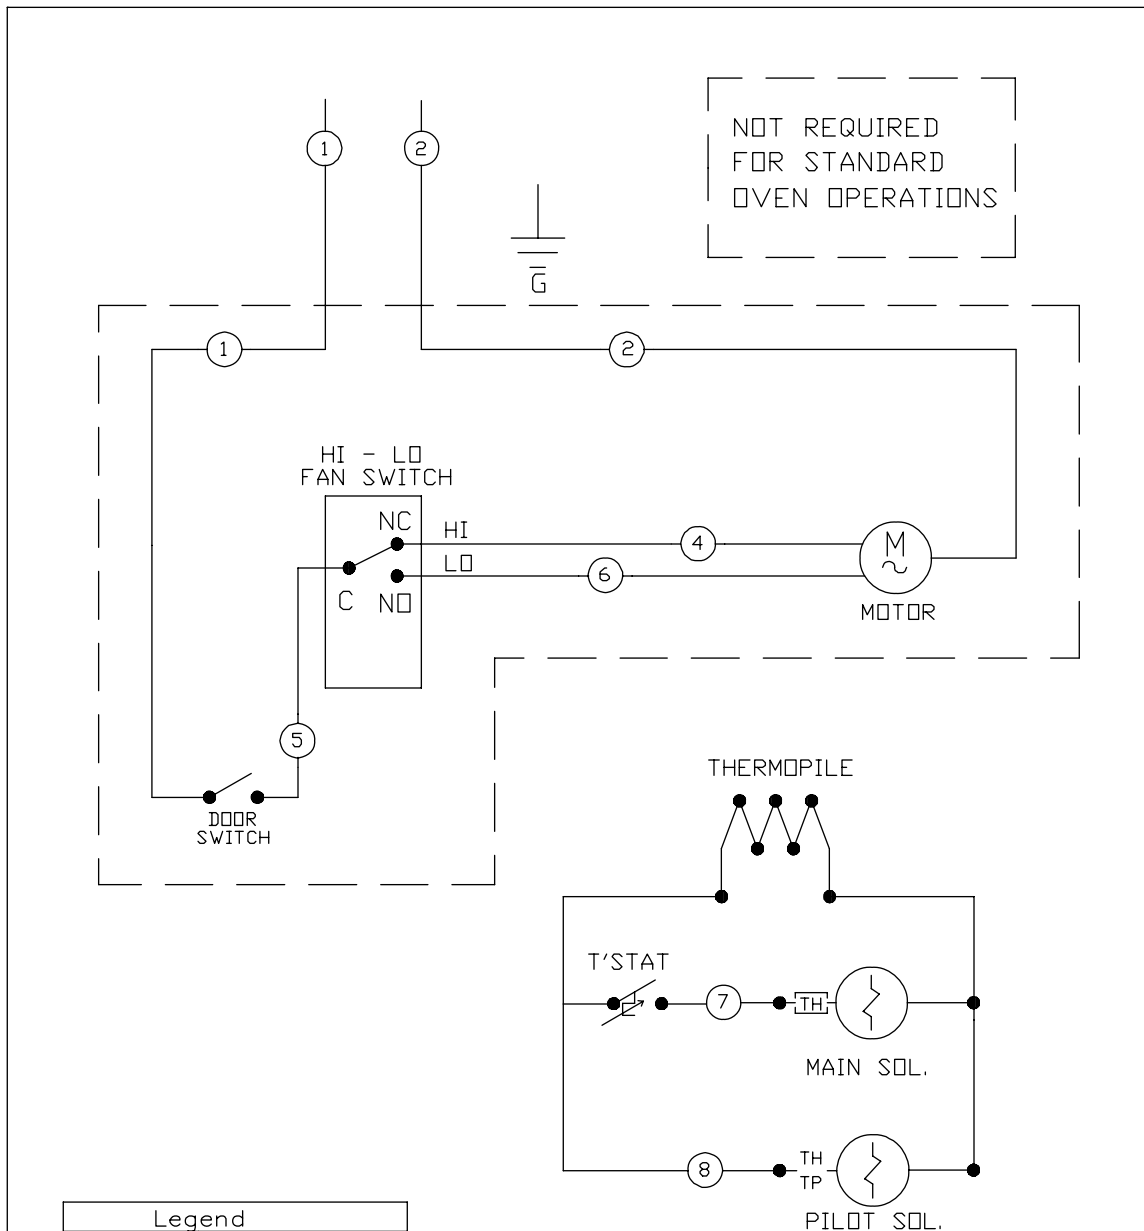 1
2
NOT REQUIRED
FOR STANDARD
OVEN OPERATIONS
G
1
2
HI - LO
FAN SWITCH
NC
HI
4
M
LO
6
C
NO
MOTOR
5
DOOR
SWITCH
THERMOPILE
T'STAT
7
TH
MAIN SOL.
8
TH
TP
PILOT SOL.
Legend